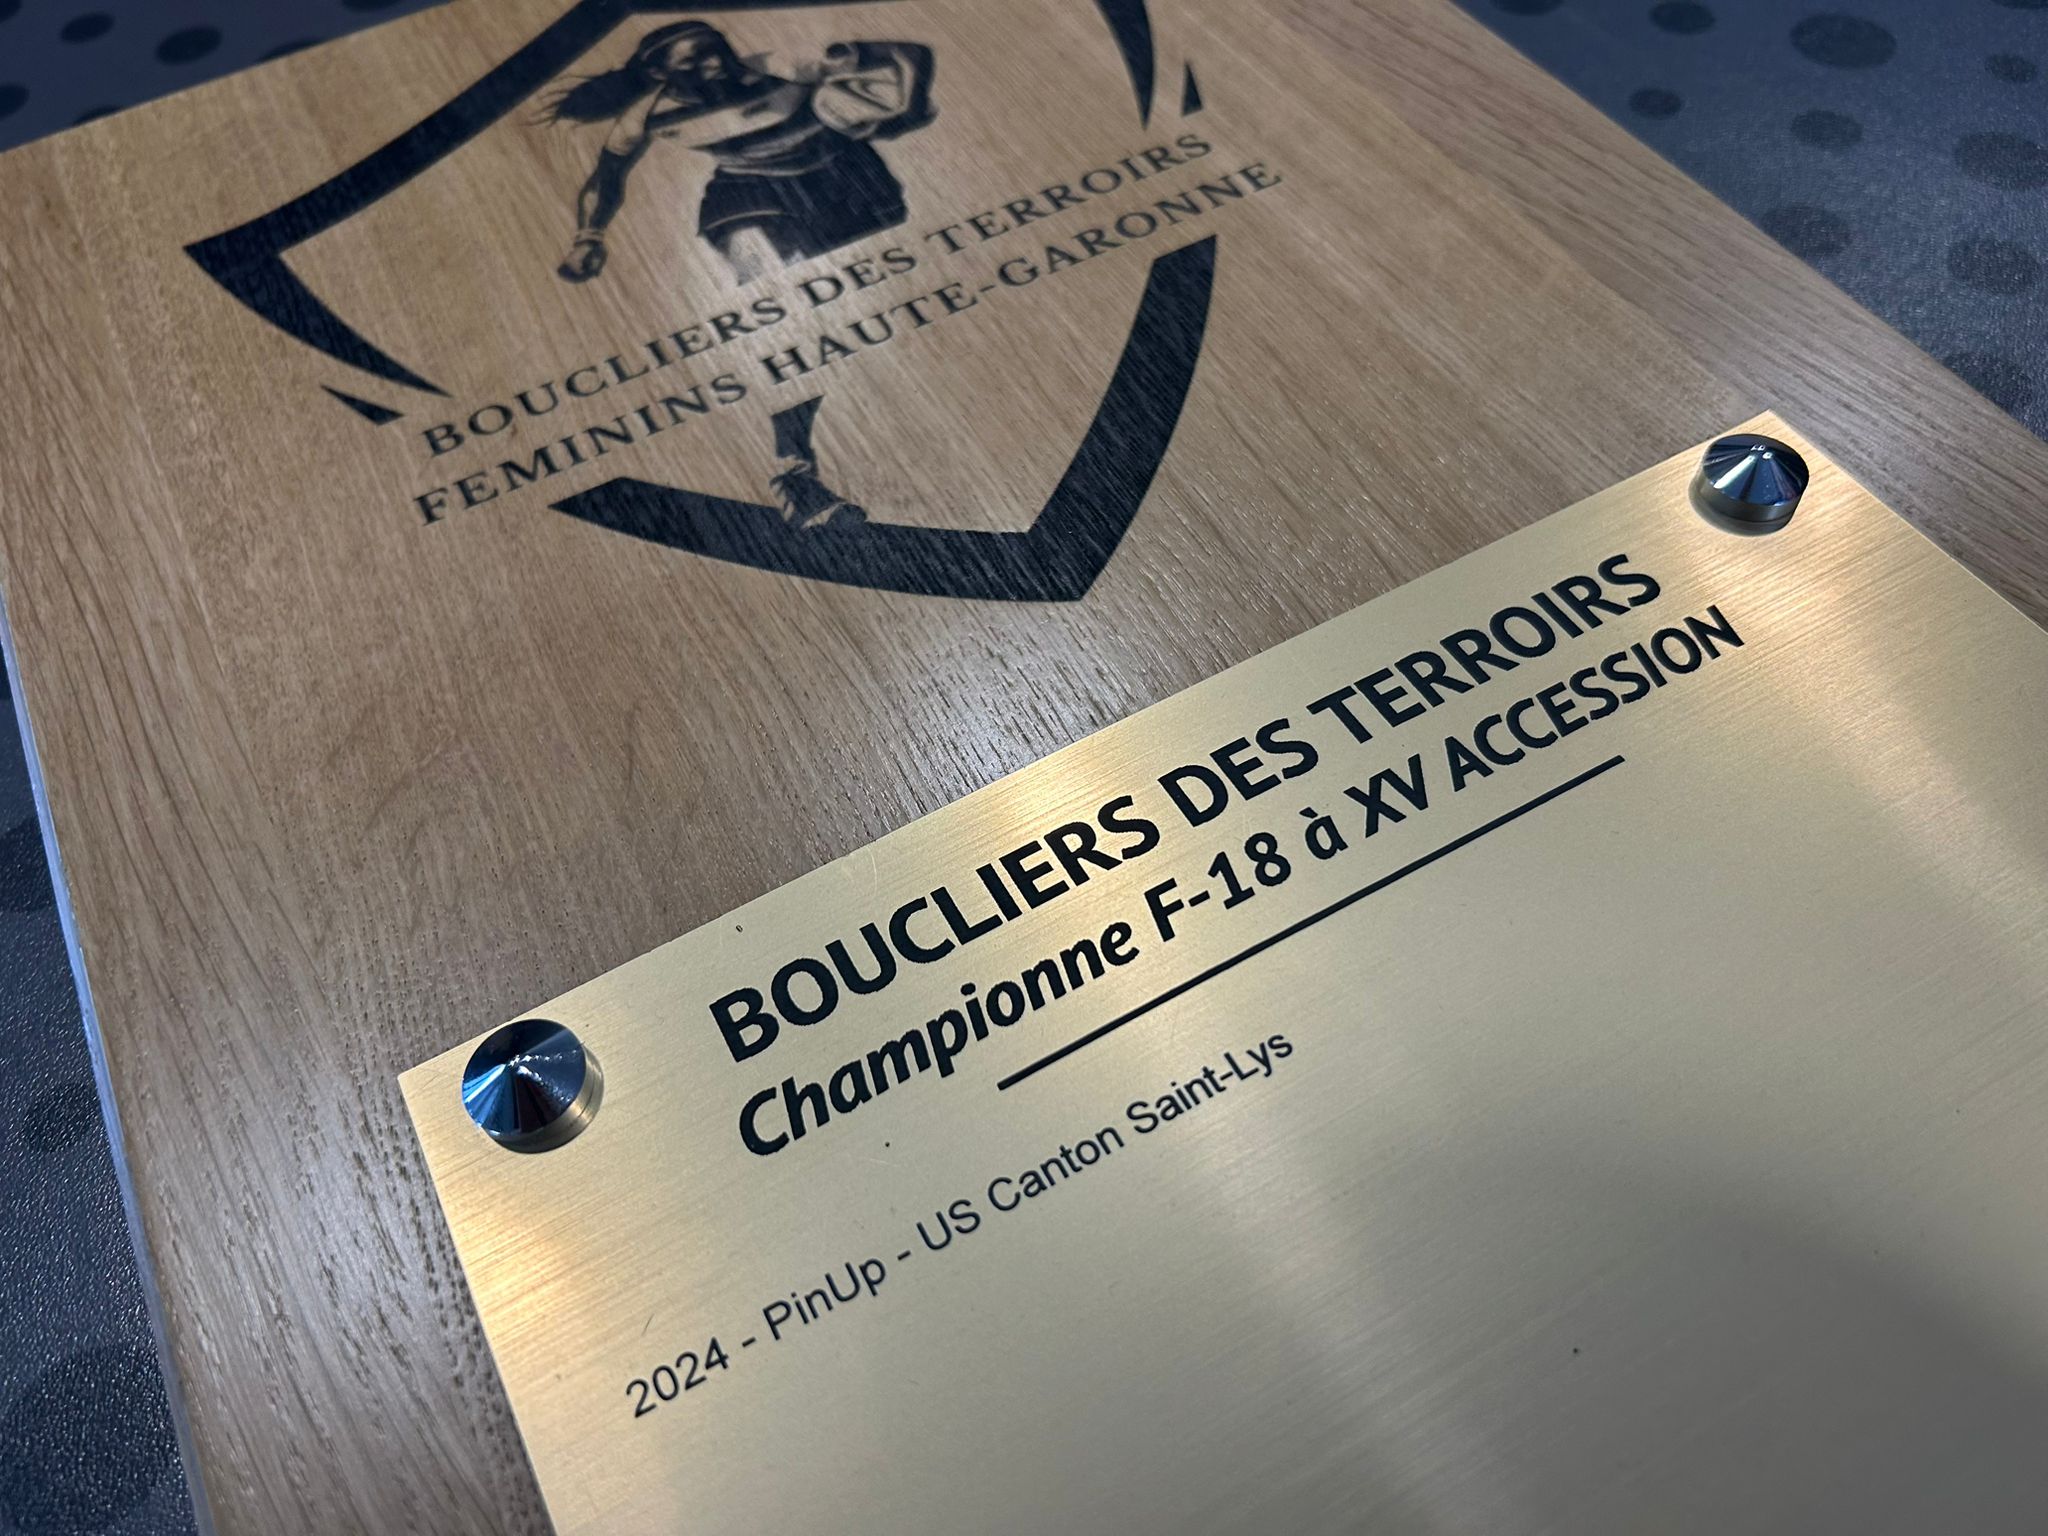 BOUCLIERS DES TERROIRS
FEMININS HAUTE-GARONNE
BOUCLIERS DES TERROIRS
Championne F-18 à XV ACCESSION
2024 - PinUp - US Canton Saint-Lys